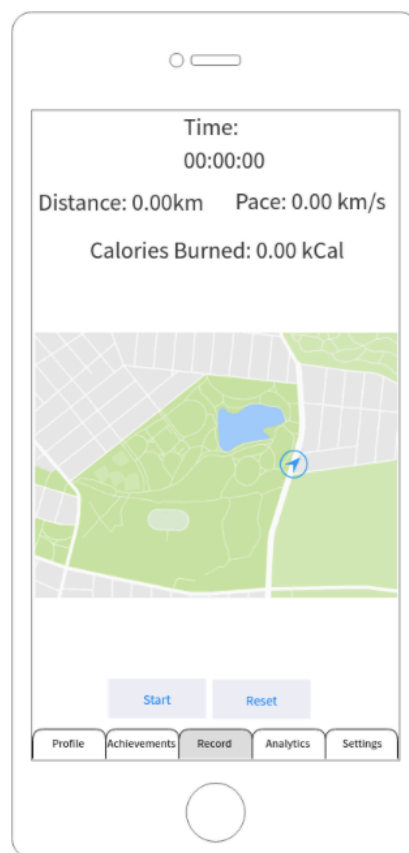 Time:
00:00:00
Distance: 0.00km Pace: 0.00 km/s
Calories Burned: 0.00 kCal
Start Reset
Profile Achievements Record Analytics Settings